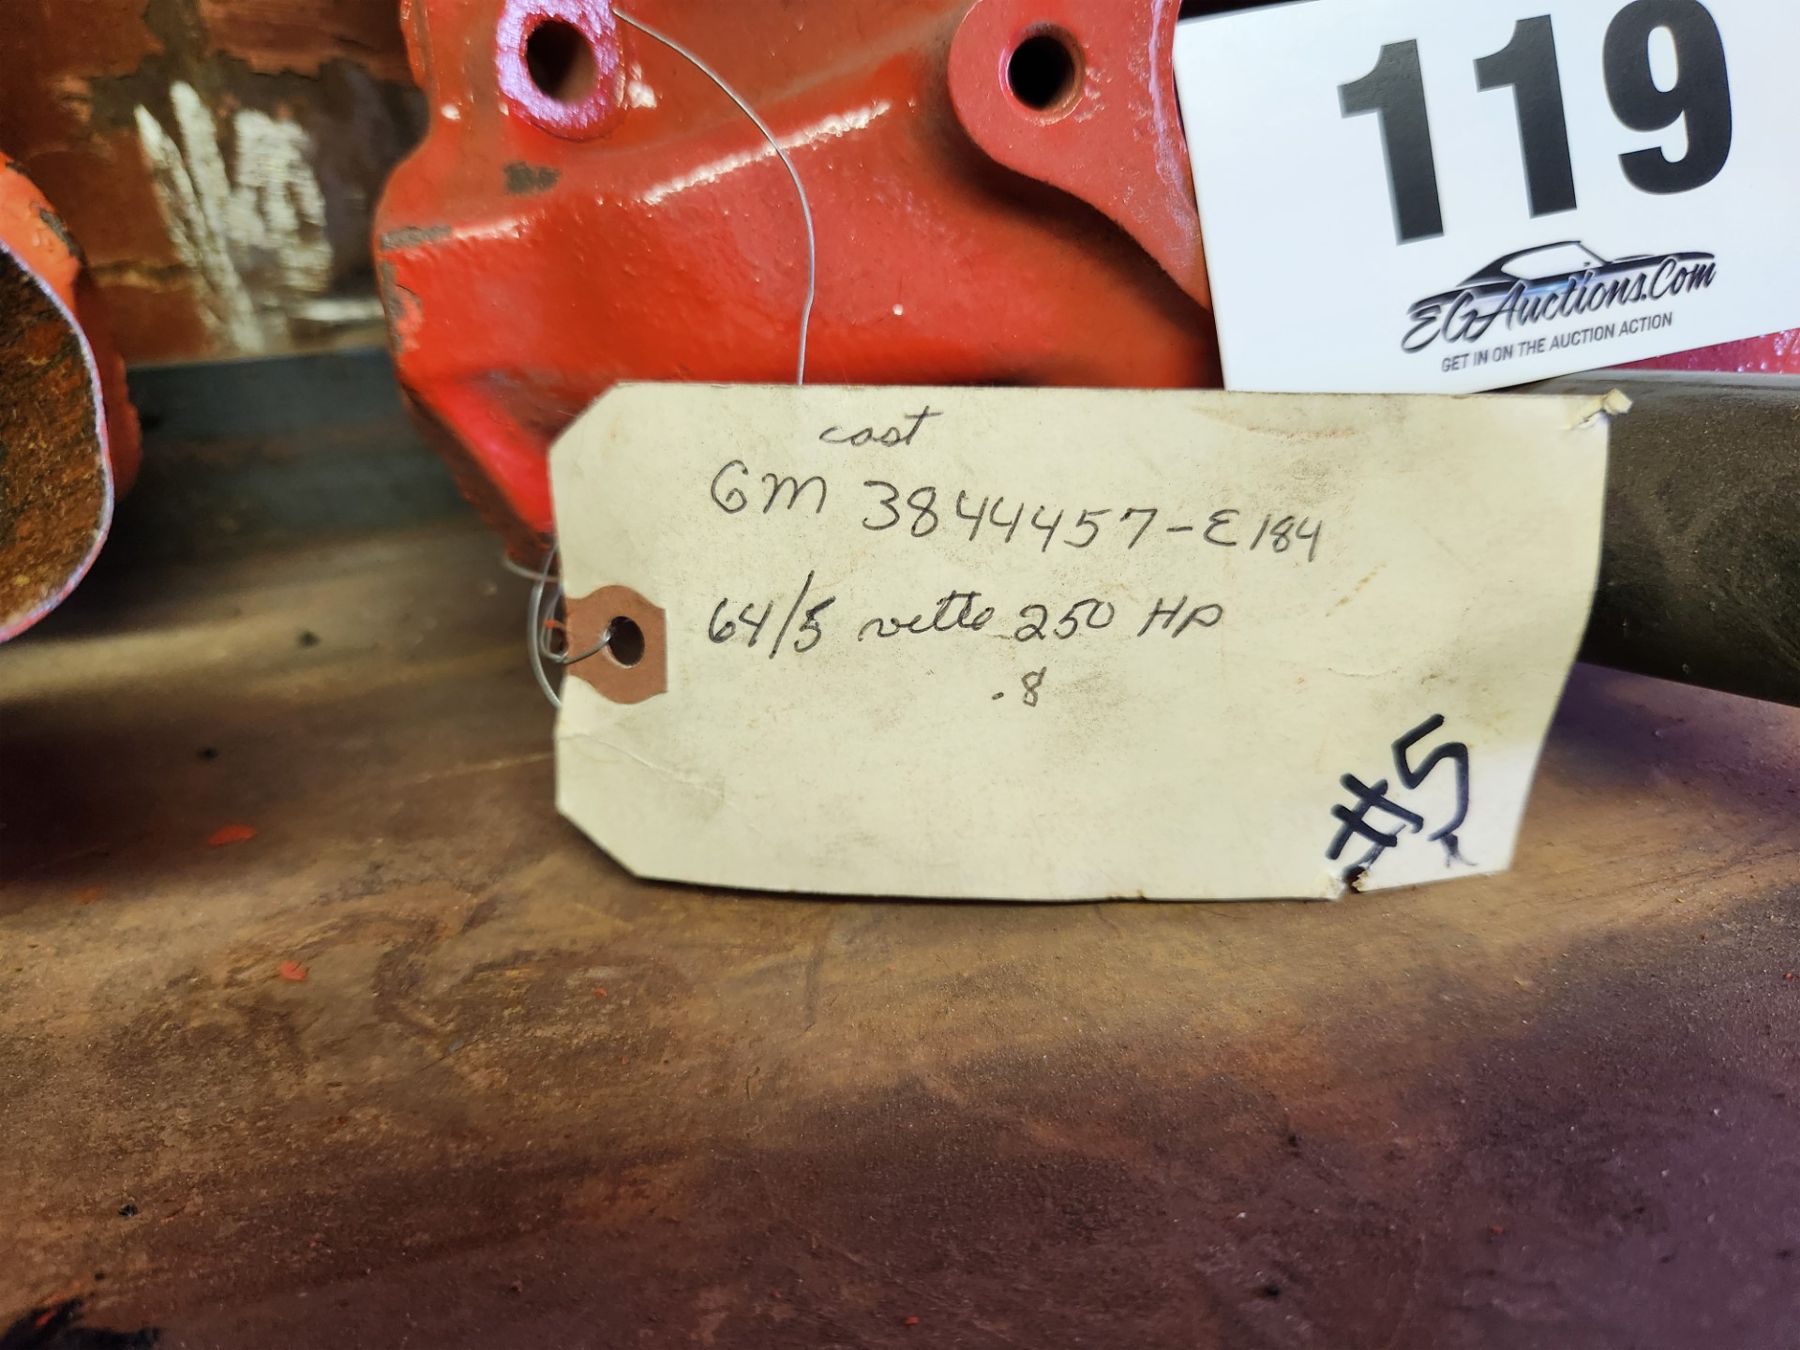 119
EGAuctions.Com
GET IN ON THE AUCTION ACTION
cast
GM 3844457-E184
64/5 vette 250 HP
.8
#5